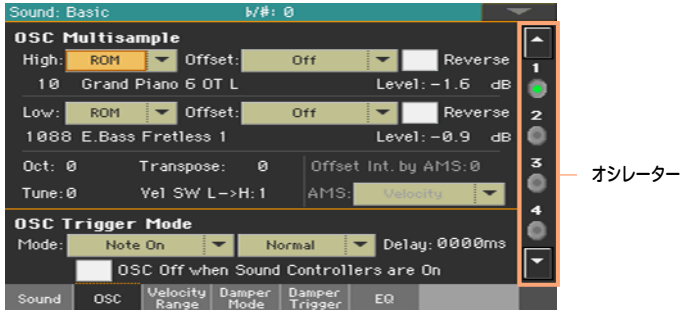 Sound: Basic ♭/#: 0
OSC Multisample
High: ROM Offset: Off Reverse
10 Grand Piano 6 OT L Level:-1.6 dB
Low: ROM Offset: Off Reverse
1088 E.Bass Fretless 1 Level:-0.9 dB
Oct: 0 Transpose: 0 Offset Int. by AMS:0
Tune:0 Vel SW L->H:1 AMS: Velocity
OSC Trigger Mode
Mode: Note On Normal Delay: 0000ms
OSC Off when Sound Controllers are On
Sound OSC Velocity Range Damper Mode Damper Trigger EQ
1
2
3
4
オシレーター